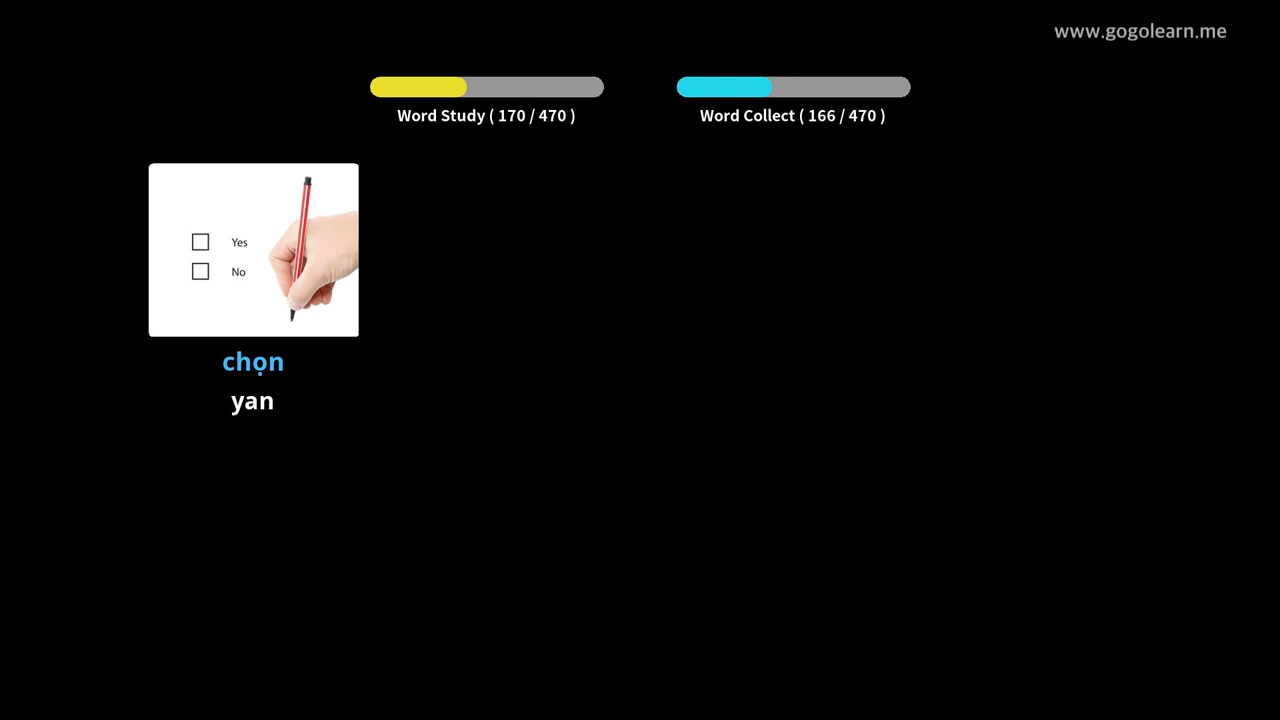 www.gogolearn.me
Word Study ( 170 / 470 )
Word Collect ( 166 / 470 )
Yes
No
chọn
yan